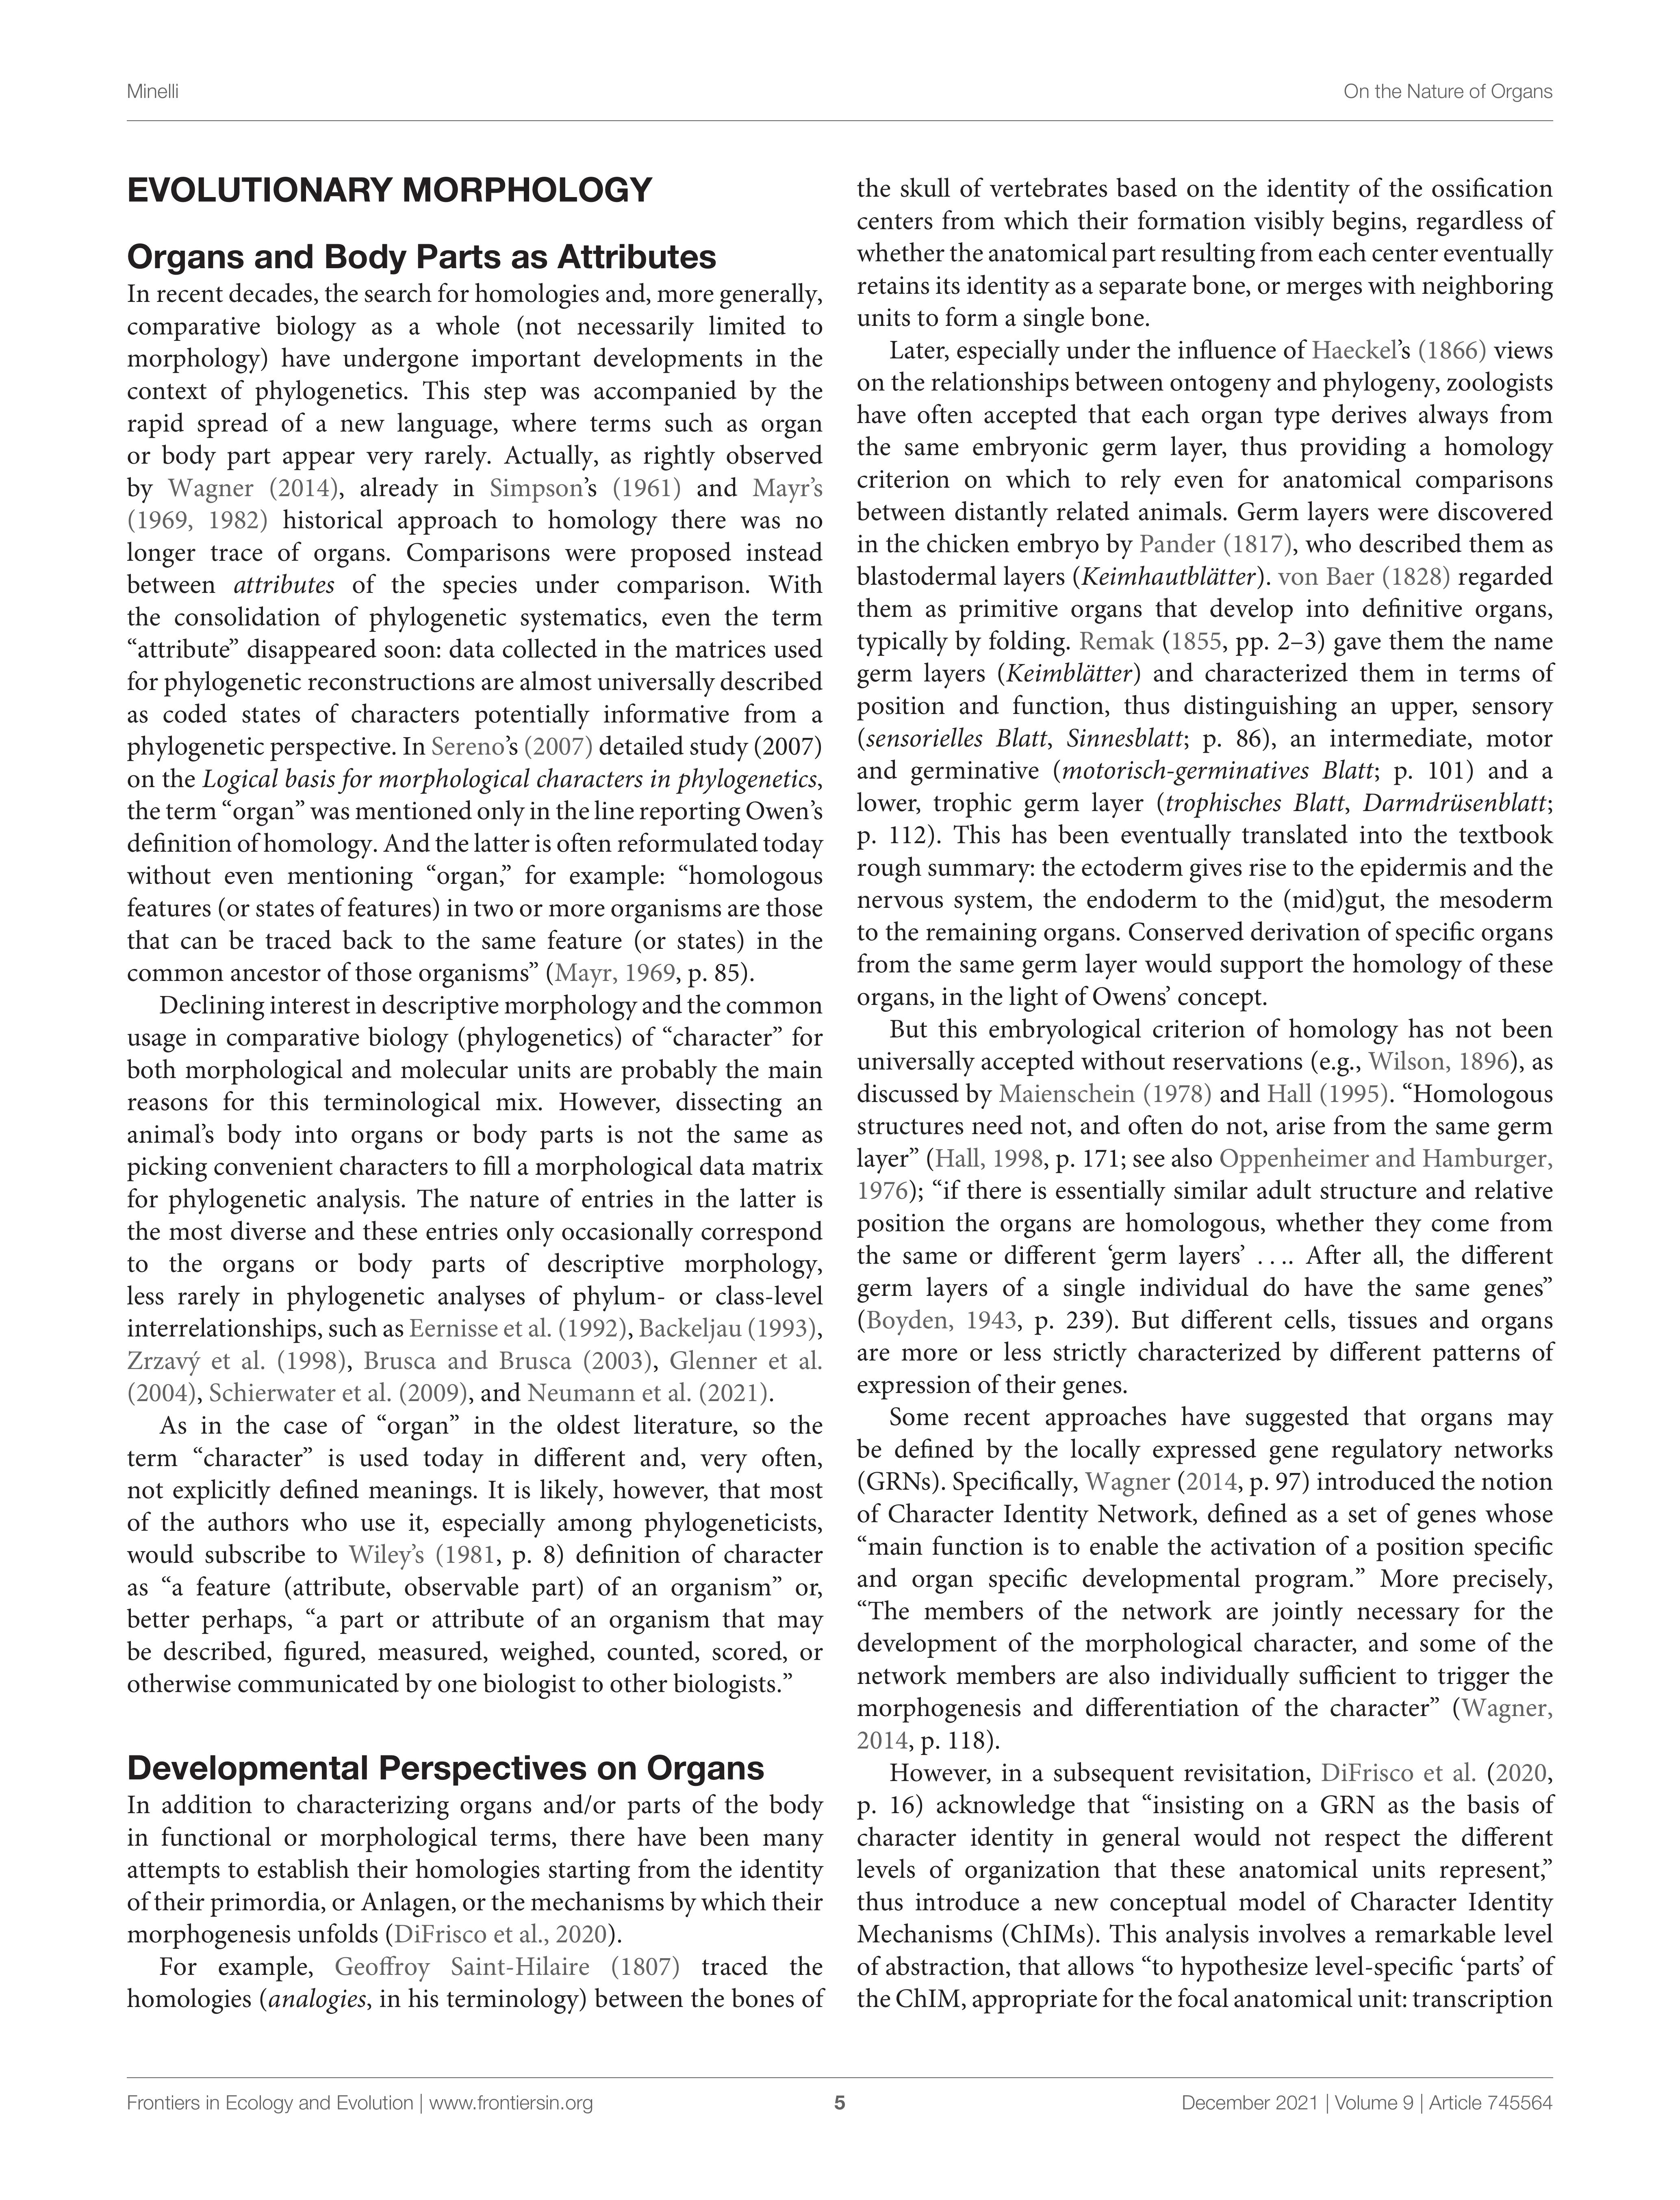 Minelli
On the Nature of Organs
EVOLUTIONARY MORPHOLOGY
Organs and Body Parts as Attributes
In recent decades, the search for homologies and, more generally,
comparative biology as a whole (not necessarily limited to
morphology) have undergone important developments in the
context of phylogenetics. This step was accompanied by the
rapid spread of a new language, where terms such as organ
or body part appear very rarely. Actually, as rightly observed
by Wagner (2014), already in Simpson’s (1961) and Mayr’s
(1969, 1982) historical approach to homology there was no
longer trace of organs. Comparisons were proposed instead
between attributes of the species under comparison. With
the consolidation of phylogenetic systematics, even the term
“attribute” disappeared soon: data collected in the matrices used
for phylogenetic reconstructions are almost universally described
as coded states of characters potentially informative from a
phylogenetic perspective. In Sereno’s (2007) detailed study (2007)
on the Logical basis for morphological characters in phylogenetics,
the term “organ” was mentioned only in the line reporting Owen’s
definition of homology. And the latter is often reformulated today
without even mentioning “organ,” for example: “homologous
features (or states of features) in two or more organisms are those
that can be traced back to the same feature (or states) in the
common ancestor of those organisms” (Mayr, 1969, p. 85).
Declining interest in descriptive morphology and the common
usage in comparative biology (phylogenetics) of “character” for
both morphological and molecular units are probably the main
reasons for this terminological mix. However, dissecting an
animal’s body into organs or body parts is not the same as
picking convenient characters to fill a morphological data matrix
for phylogenetic analysis. The nature of entries in the latter is
the most diverse and these entries only occasionally correspond
to the organs or body parts of descriptive morphology,
less rarely in phylogenetic analyses of phylum- or class-level
interrelationships, such as Eernisse et al. (1992), Backeljau (1993),
Zrzavý et al. (1998), Brusca and Brusca (2003), Glenner et al.
(2004), Schierwater et al. (2009), and Neumann et al. (2021).
As in the case of “organ” in the oldest literature, so the
term “character” is used today in different and, very often,
not explicitly defined meanings. It is likely, however, that most
of the authors who use it, especially among phylogeneticists,
would subscribe to Wiley’s (1981, p. 8) definition of character
as “a feature (attribute, observable part) of an organism” or,
better perhaps, “a part or attribute of an organism that may
be described, figured, measured, weighed, counted, scored, or
otherwise communicated by one biologist to other biologists.”
Developmental Perspectives on Organs
In addition to characterizing organs and/or parts of the body
in functional or morphological terms, there have been many
attempts to establish their homologies starting from the identity
of their primordia, or Anlagen, or the mechanisms by which their
morphogenesis unfolds (DiFrisco et al., 2020).
For example, Geoffroy Saint-Hilaire (1807) traced the
homologies (analogies, in his terminology) between the bones of
the skull of vertebrates based on the identity of the ossification
centers from which their formation visibly begins, regardless of
whether the anatomical part resulting from each center eventually
retains its identity as a separate bone, or merges with neighboring
units to form a single bone.
Later, especially under the influence of Haeckel’s (1866) views
on the relationships between ontogeny and phylogeny, zoologists
have often accepted that each organ type derives always from
the same embryonic germ layer, thus providing a homology
criterion on which to rely even for anatomical comparisons
between distantly related animals. Germ layers were discovered
in the chicken embryo by Pander (1817), who described them as
blastodermal layers (Keimhautblätter). von Baer (1828) regarded
them as primitive organs that develop into definitive organs,
typically by folding. Remak (1855, pp. 2–3) gave them the name
germ layers (Keimblätter) and characterized them in terms of
position and function, thus distinguishing an upper, sensory
(sensorielles Blatt, Sinnesblatt; p. 86), an intermediate, motor
and germinative (motorisch-germinatives Blatt; p. 101) and a
lower, trophic germ layer (trophisches Blatt, Darmdrüsenblatt;
p. 112). This has been eventually translated into the textbook
rough summary: the ectoderm gives rise to the epidermis and the
nervous system, the endoderm to the (mid)gut, the mesoderm
to the remaining organs. Conserved derivation of specific organs
from the same germ layer would support the homology of these
organs, in the light of Owens’ concept.
But this embryological criterion of homology has not been
universally accepted without reservations (e.g., Wilson, 1896), as
discussed by Maienschein (1978) and Hall (1995). “Homologous
structures need not, and often do not, arise from the same germ
layer” (Hall, 1998, p. 171; see also Oppenheimer and Hamburger,
1976); “if there is essentially similar adult structure and relative
position the organs are homologous, whether they come from
the same or different ‘germ layers’ . . .. After all, the different
germ layers of a single individual do have the same genes”
(Boyden, 1943, p. 239). But different cells, tissues and organs
are more or less strictly characterized by different patterns of
expression of their genes.
Some recent approaches have suggested that organs may
be defined by the locally expressed gene regulatory networks
(GRNs). Specifically, Wagner (2014, p. 97) introduced the notion
of Character Identity Network, defined as a set of genes whose
“main function is to enable the activation of a position specific
and organ specific developmental program.” More precisely,
“The members of the network are jointly necessary for the
development of the morphological character, and some of the
network members are also individually sufficient to trigger the
morphogenesis and differentiation of the character” (Wagner,
2014, p. 118).
However, in a subsequent revisitation, DiFrisco et al. (2020,
p. 16) acknowledge that “insisting on a GRN as the basis of
character identity in general would not respect the different
levels of organization that these anatomical units represent,”
thus introduce a new conceptual model of Character Identity
Mechanisms (ChIMs). This analysis involves a remarkable level
of abstraction, that allows “to hypothesize level-specific ‘parts’ of
the ChIM, appropriate for the focal anatomical unit: transcription
Frontiers in Ecology and Evolution | www.frontiersin.org
5
December 2021 | Volume 9 | Article 745564